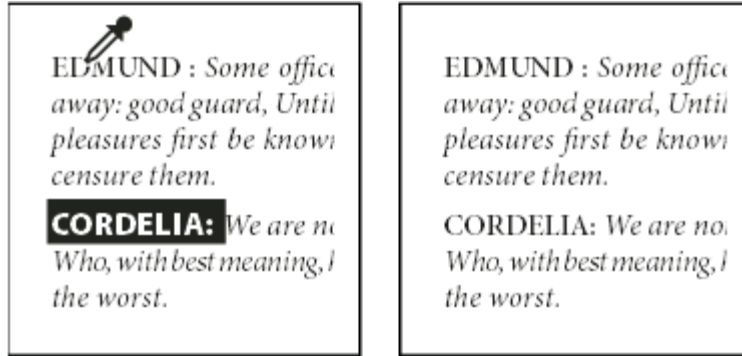 EDMUND : Some
away: good guard, Until
pleasures first be
censure them.
CORDELIA: We are
Who, with best meaning,
the worst.
EDMUND : Some
away: good guard, Until
pleasures first be
censure them.
CORDELIA: We are
Who, with best meaning,
the worst.